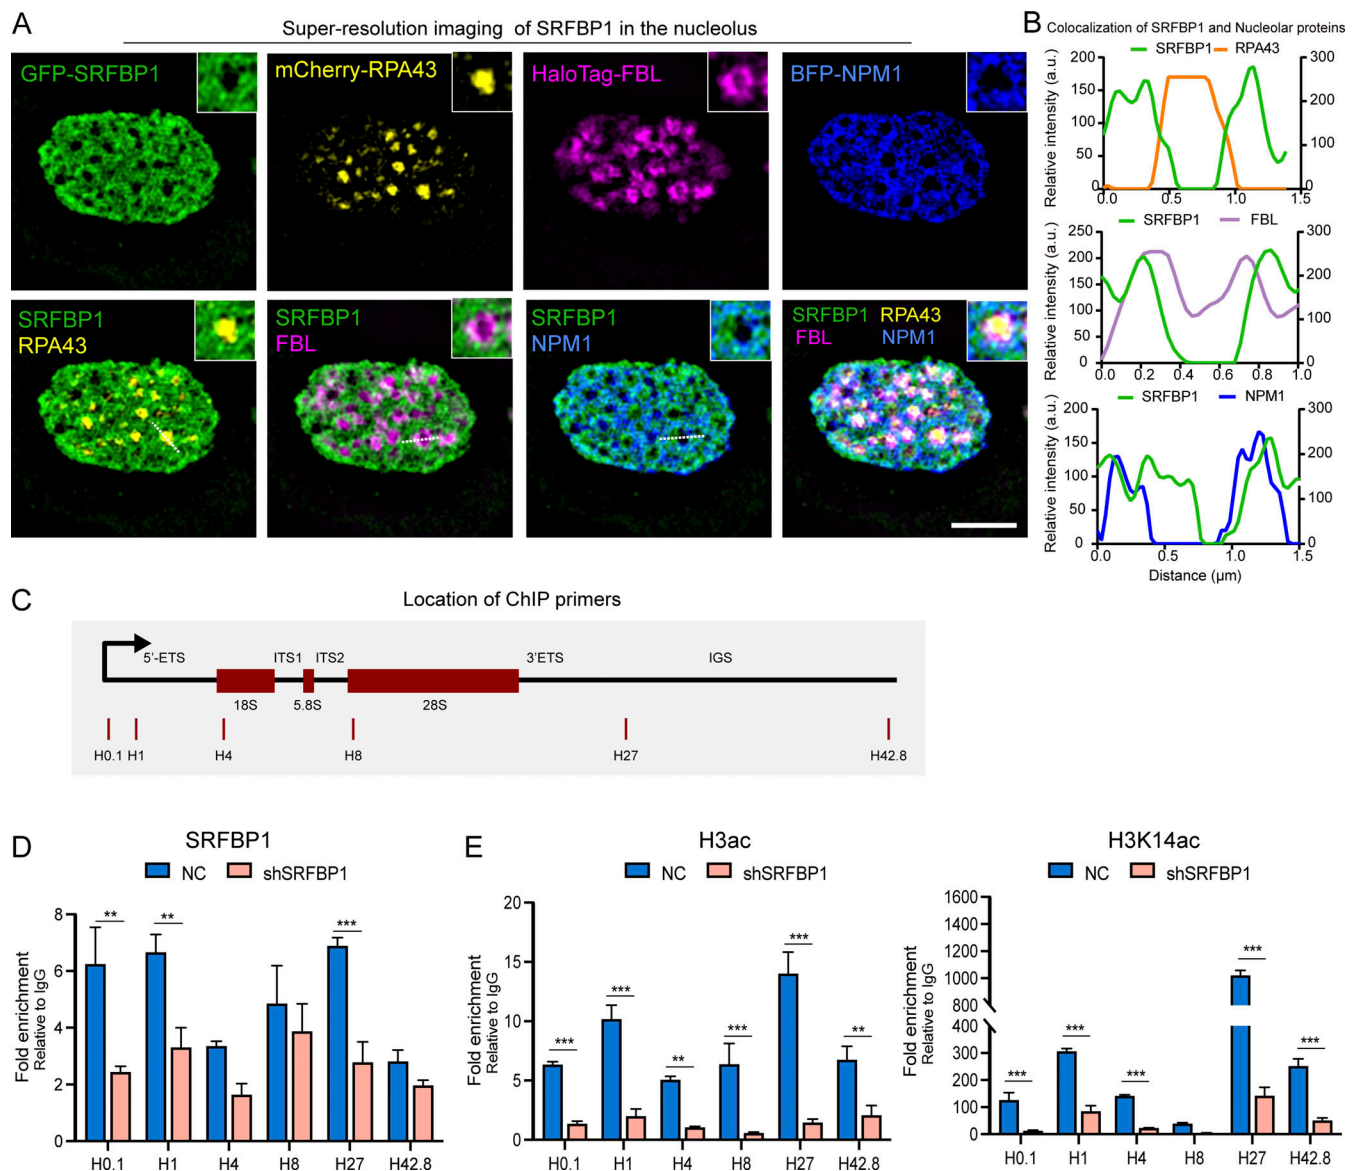 A
Super-resolution imaging of SRFBP1 in the nucleolus
GFP-SRFBP1
mCherry-RPA43
HaloTag-FBL
BFP-NPM1
SRFBP1
RPA43
SRFBP1
FBL
SRFBP1
NPM1
SRFBP1 RPA43
FBL NPM1
B
Colocalization of SRFBP1 and Nucleolar proteins
SRFBP1 RPA43
Relative intensity (a.u.)
200 150 100 50 0
300 200 100 0
0.0 0.5 1.0 1.5
SRFBP1 FBL
Relative intensity (a.u.)
250 200 150 100 50 0
300 200 100 0
0.0 0.2 0.4 0.6 0.8 1.0
SRFBP1 NPM1
Relative intensity (a.u.)
200 150 100 50 0
300 200 100 0
0.0 0.5 1.0 1.5
Distance (μm)
C
Location of ChIP primers
5'-ETS ITS1 ITS2 3'ETS IGS
18S 5.8S 28S
H0.1 H1 H4 H8 H27 H42.8
D
SRFBP1
NC shSRFBP1
Fold enrichment
Relative to IgG
8 6 4 2 0
** ** ***
H0.1 H1 H4 H8 H27 H42.8
E
H3ac
NC shSRFBP1
Fold enrichment
Relative to IgG
20 15 10 5 0
*** *** ** *** *** **
H0.1 H1 H4 H8 H27 H42.8
H3K14ac
NC shSRFBP1
Fold enrichment
Relative to IgG
1600 1400 1200 1000 800 400 300 200 100 0
*** *** *** *** ***
H0.1 H1 H4 H8 H27 H42.8